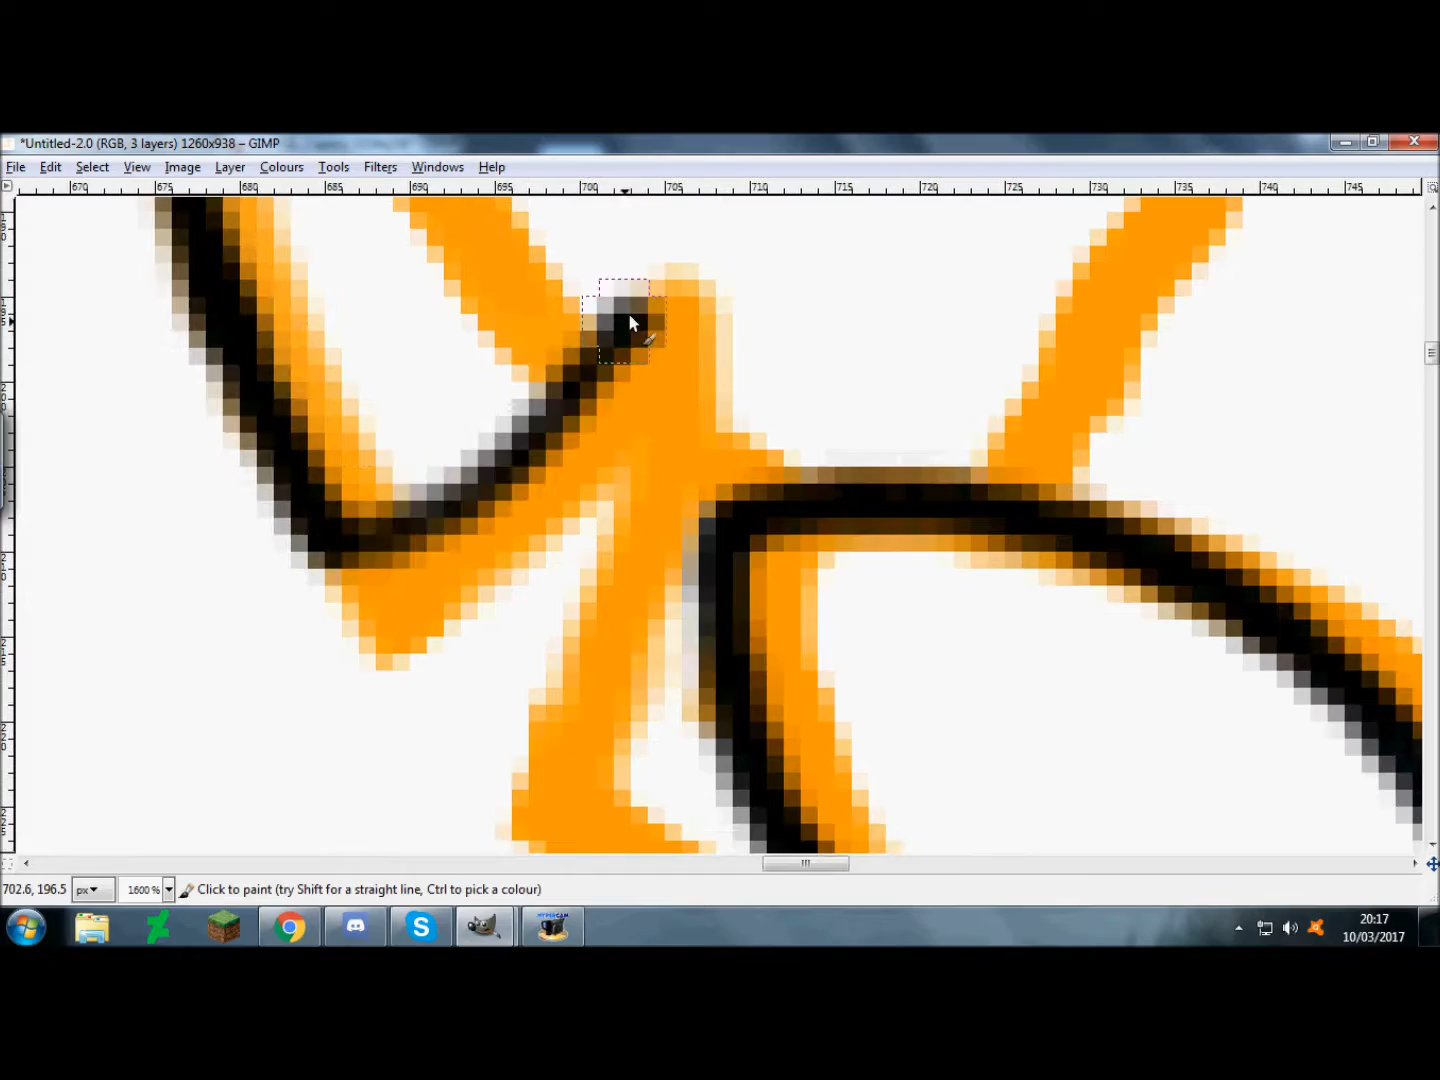 *Untitled-2.0 (RGB, 3 layers) 1260x938 – GIMP
File Edit Select View Image Layer Colours Tools Filters Windows Help
670 675 680 685 690 695 700 705 710 715 720 725 730 735 740 745
702.6, 196.5 px 1600 % Click to paint (try Shift for a straight line, Ctrl to pick a colour)
HYPERCAM
20:17
10/03/2017